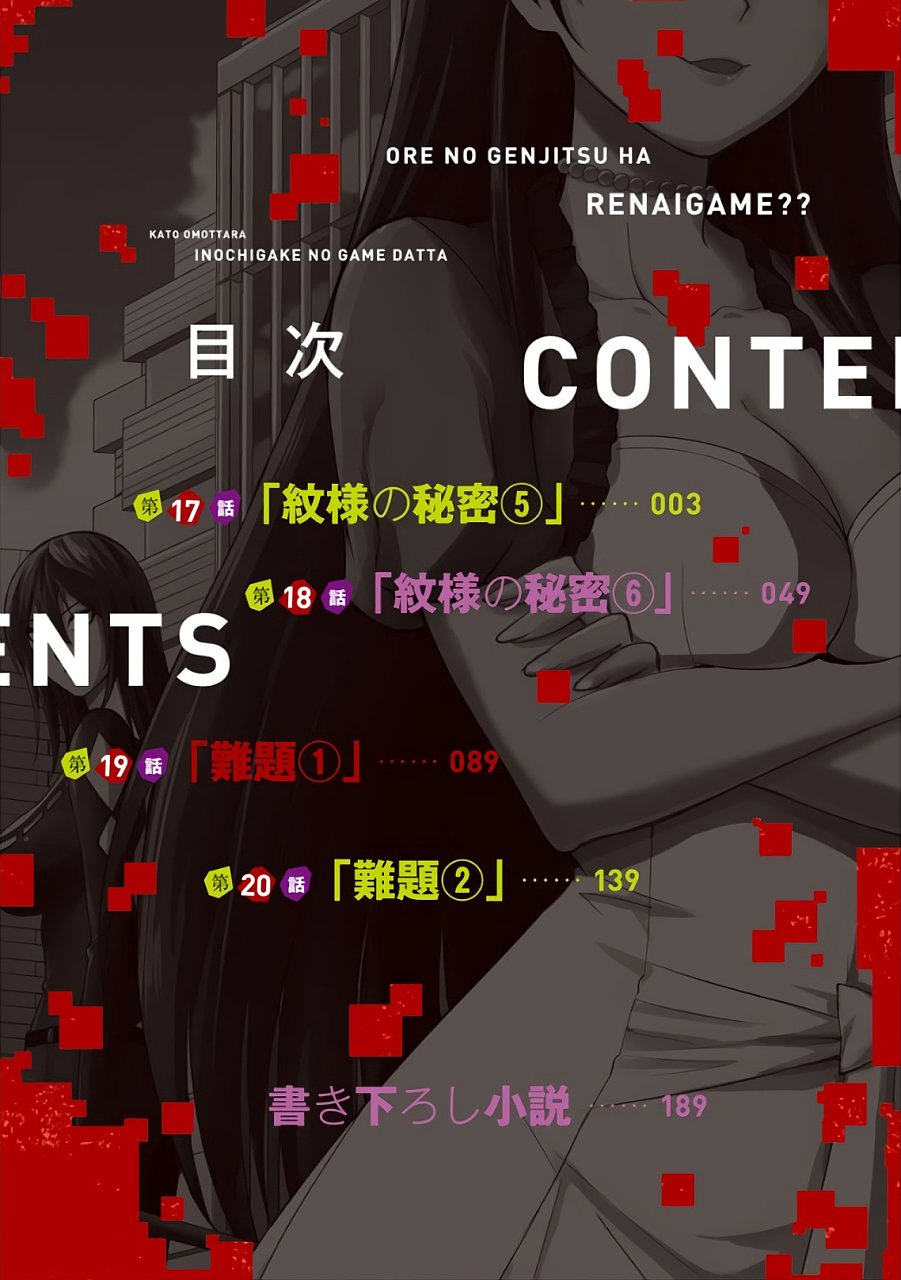 ORE NO GENJITSU HA
RENAIGAME??
KATO OMOTTARA
INOCHIGAKE NO GAME DATTA
目次
CONTE
第17話「紋様の秘密⑤」……003
第18話「紋様の秘密⑥」……049
ENTS
第19話「難題①」……089
第20話「難題②」……139
書き下ろし小説……189